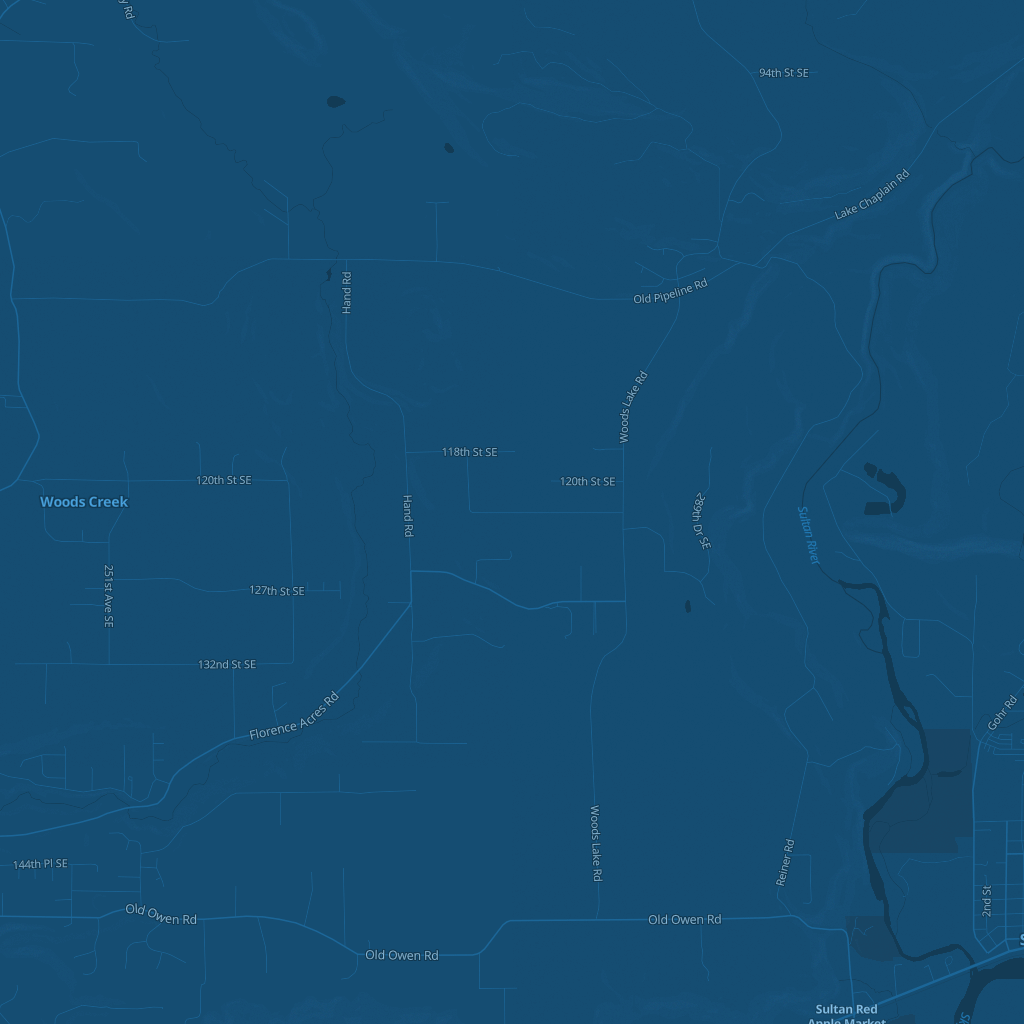 94th St SE
Lake Chaplain Rd
Hand Rd
Old Pipeline Rd
Woods Lake Rd
118th St SE
120th St SE
120th St SE
Woods Creek
Hand Rd
289th Dr SE
Sultan River
251st Ave SE
127th St SE
132nd St SE
Florence Acres Rd
Gohr Rd
Woods Lake Rd
Reiner Rd
144th Pl SE
2nd St
Old Owen Rd
Old Owen Rd
Old Owen Rd
Sultan Red
Apple Market